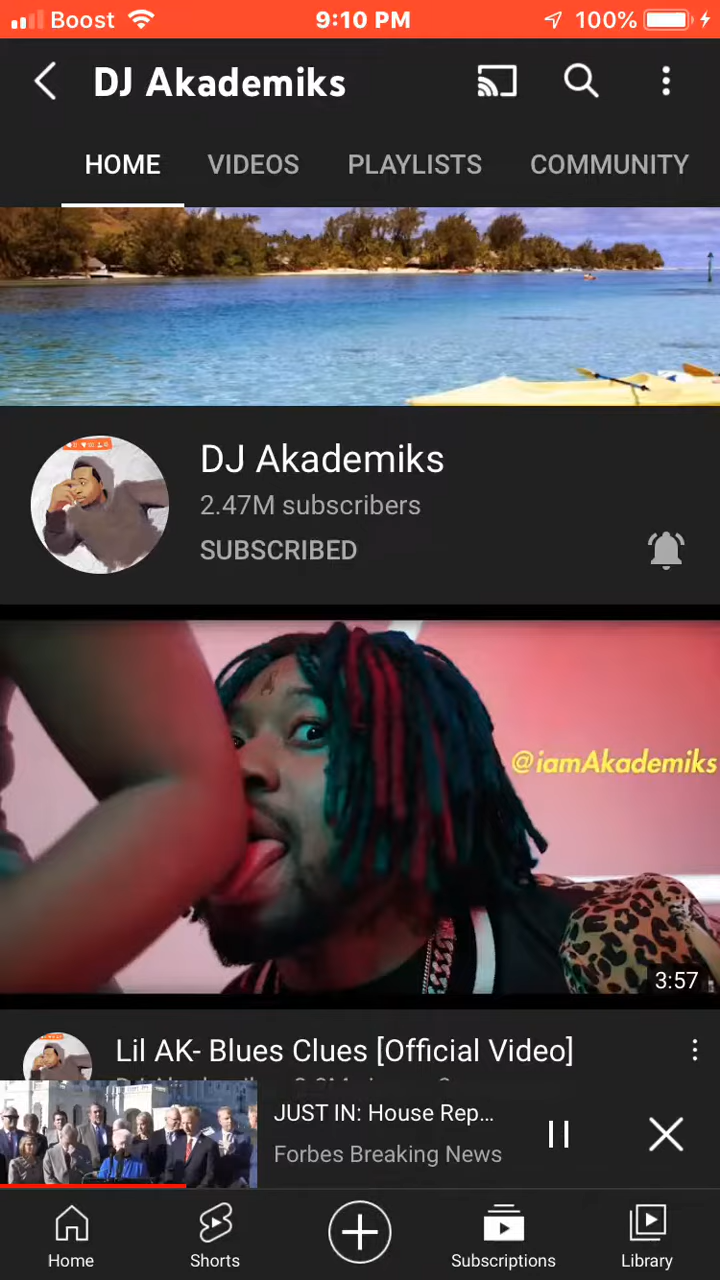 Boost 9:10 PM 100%
DJ Akademiks
HOME VIDEOS PLAYLISTS COMMUNITY
DJ Akademiks
2.47M subscribers
SUBSCRIBED
@iamAkademiks
3:57
Lil AK- Blues Clues [Official Video]
JUST IN: House Rep...
Forbes Breaking News
Home Shorts Subscriptions Library